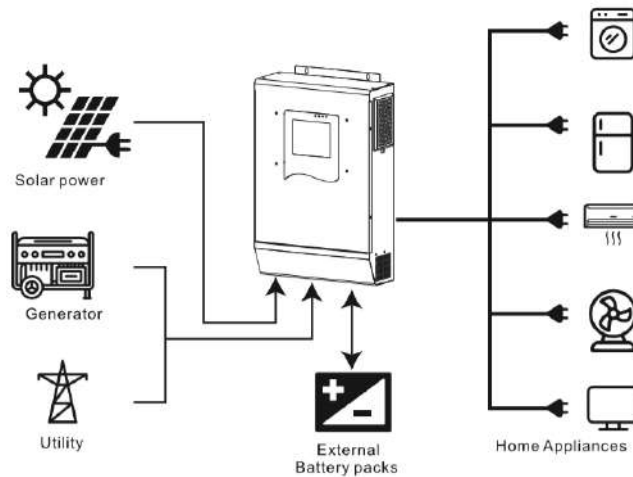 Solar power
Generator
Utility
External
Battery packs
Home Appliances